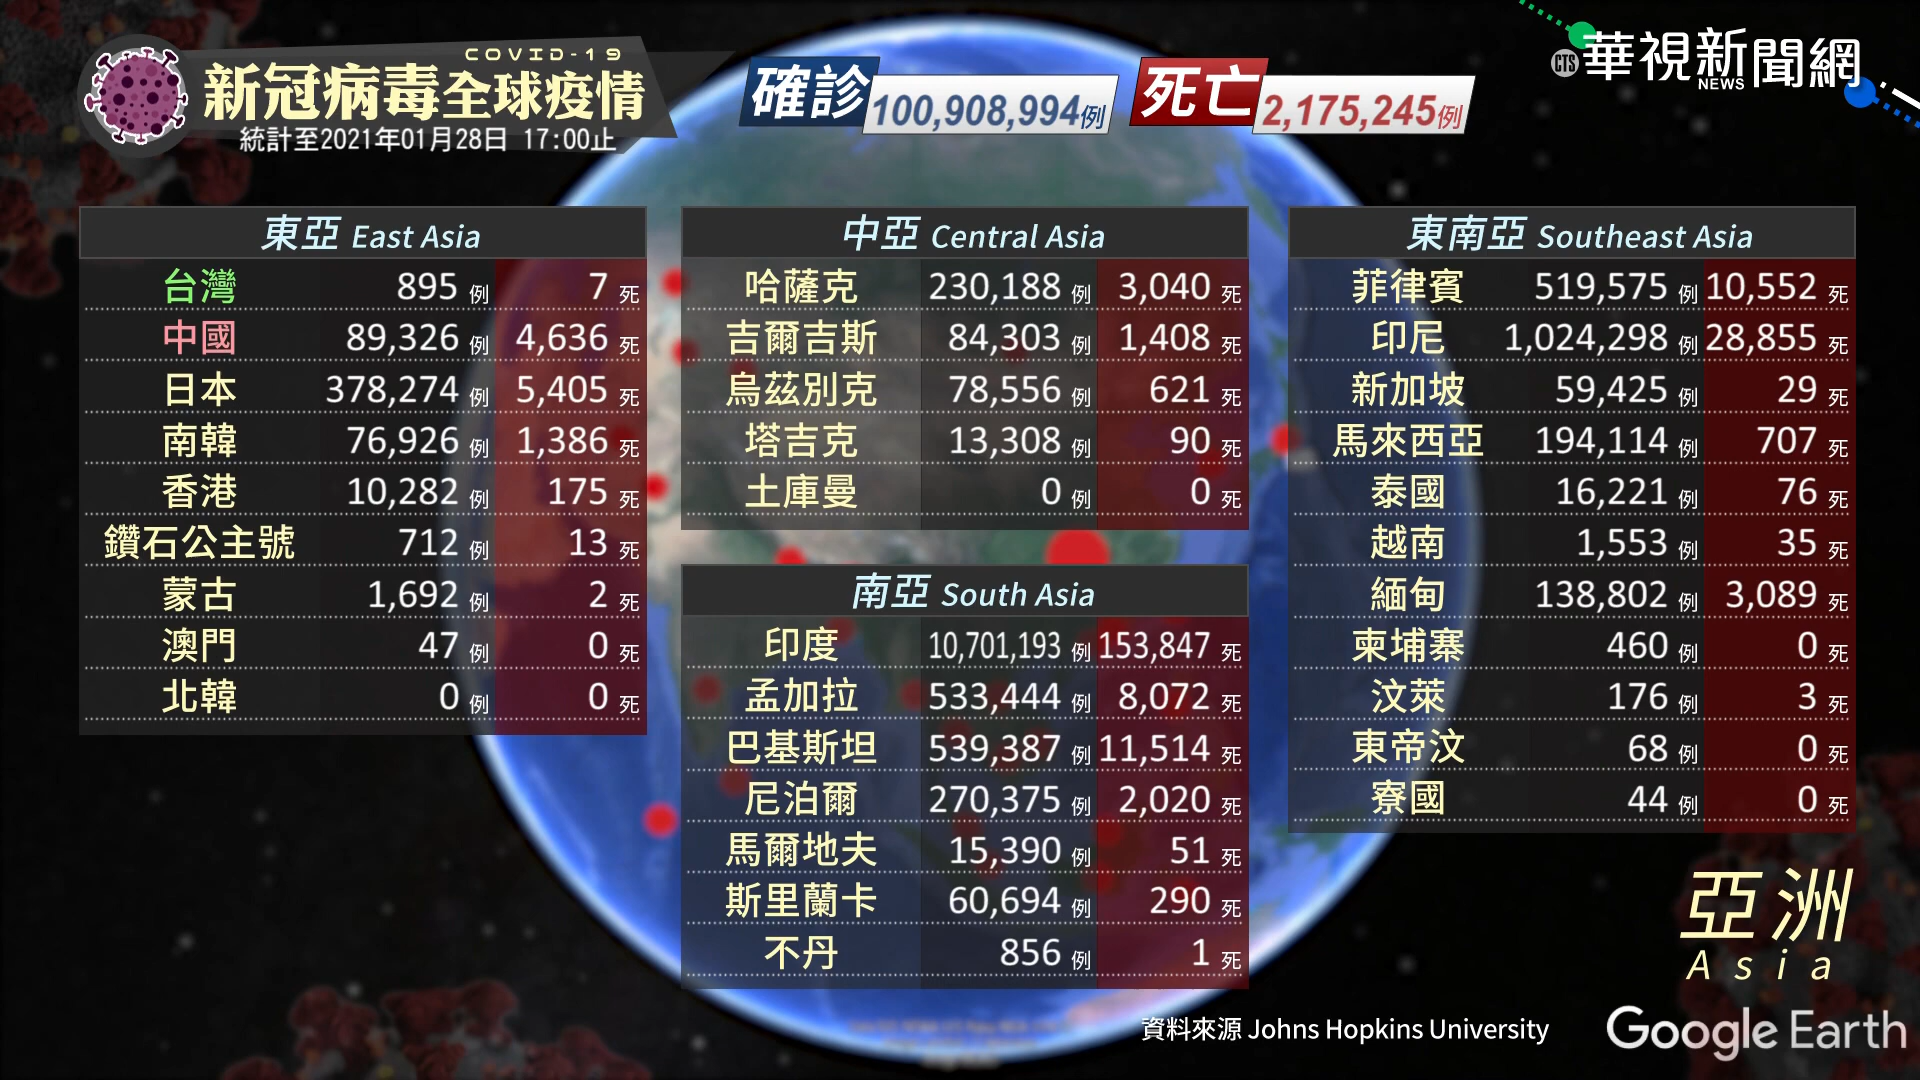 COVID-19
新冠病毒全球疫情
統計至2021年01月28日 17:00止
確診 100,908,994例
死亡 2,175,245例
CTS 華視新聞網
NEWS
東亞 East Asia
台灣 895 例 7 死
中國 89,326 例 4,636 死
日本 378,274 例 5,405 死
南韓 76,926 例 1,386 死
香港 10,282 例 175 死
鑽石公主號 712 例 13 死
蒙古 1,692 例 2 死
澳門 47 例 0 死
北韓 0 例 0 死
中亞 Central Asia
哈薩克 230,188 例 3,040 死
吉爾吉斯 84,303 例 1,408 死
烏茲別克 78,556 例 621 死
塔吉克 13,308 例 90 死
土庫曼 0 例 0 死
南亞 South Asia
印度 10,701,193 例 153,847 死
孟加拉 533,444 例 8,072 死
巴基斯坦 539,387 例 11,514 死
尼泊爾 270,375 例 2,020 死
馬爾地夫 15,390 例 51 死
斯里蘭卡 60,694 例 290 死
不丹 856 例 1 死
東南亞 Southeast Asia
菲律賓 519,575 例 10,552 死
印尼 1,024,298 例 28,855 死
新加坡 59,425 例 29 死
馬來西亞 194,114 例 707 死
泰國 16,221 例 76 死
越南 1,553 例 35 死
緬甸 138,802 例 3,089 死
柬埔寨 460 例 0 死
汶萊 176 例 3 死
東帝汶 68 例 0 死
寮國 44 例 0 死
亞洲
Asia
資料來源 Johns Hopkins University
Google Earth